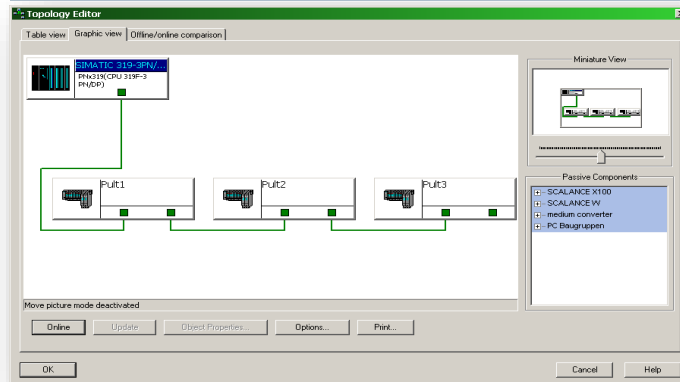 Topology Editor
Table view
Graphic view
Offline/online comparison
SIMATIC 319-3PN/...
PNx319(CPU 319F-3
PN/DP)
Pult1
Pult2
Pult3
Move picture mode deactivated
Miniature View
Passive Components
SCALANCE X100
SCALANCE W
medium converter
PC Baugruppen
Online
Update
Object Properties...
Options...
Print...
OK
Cancel
Help